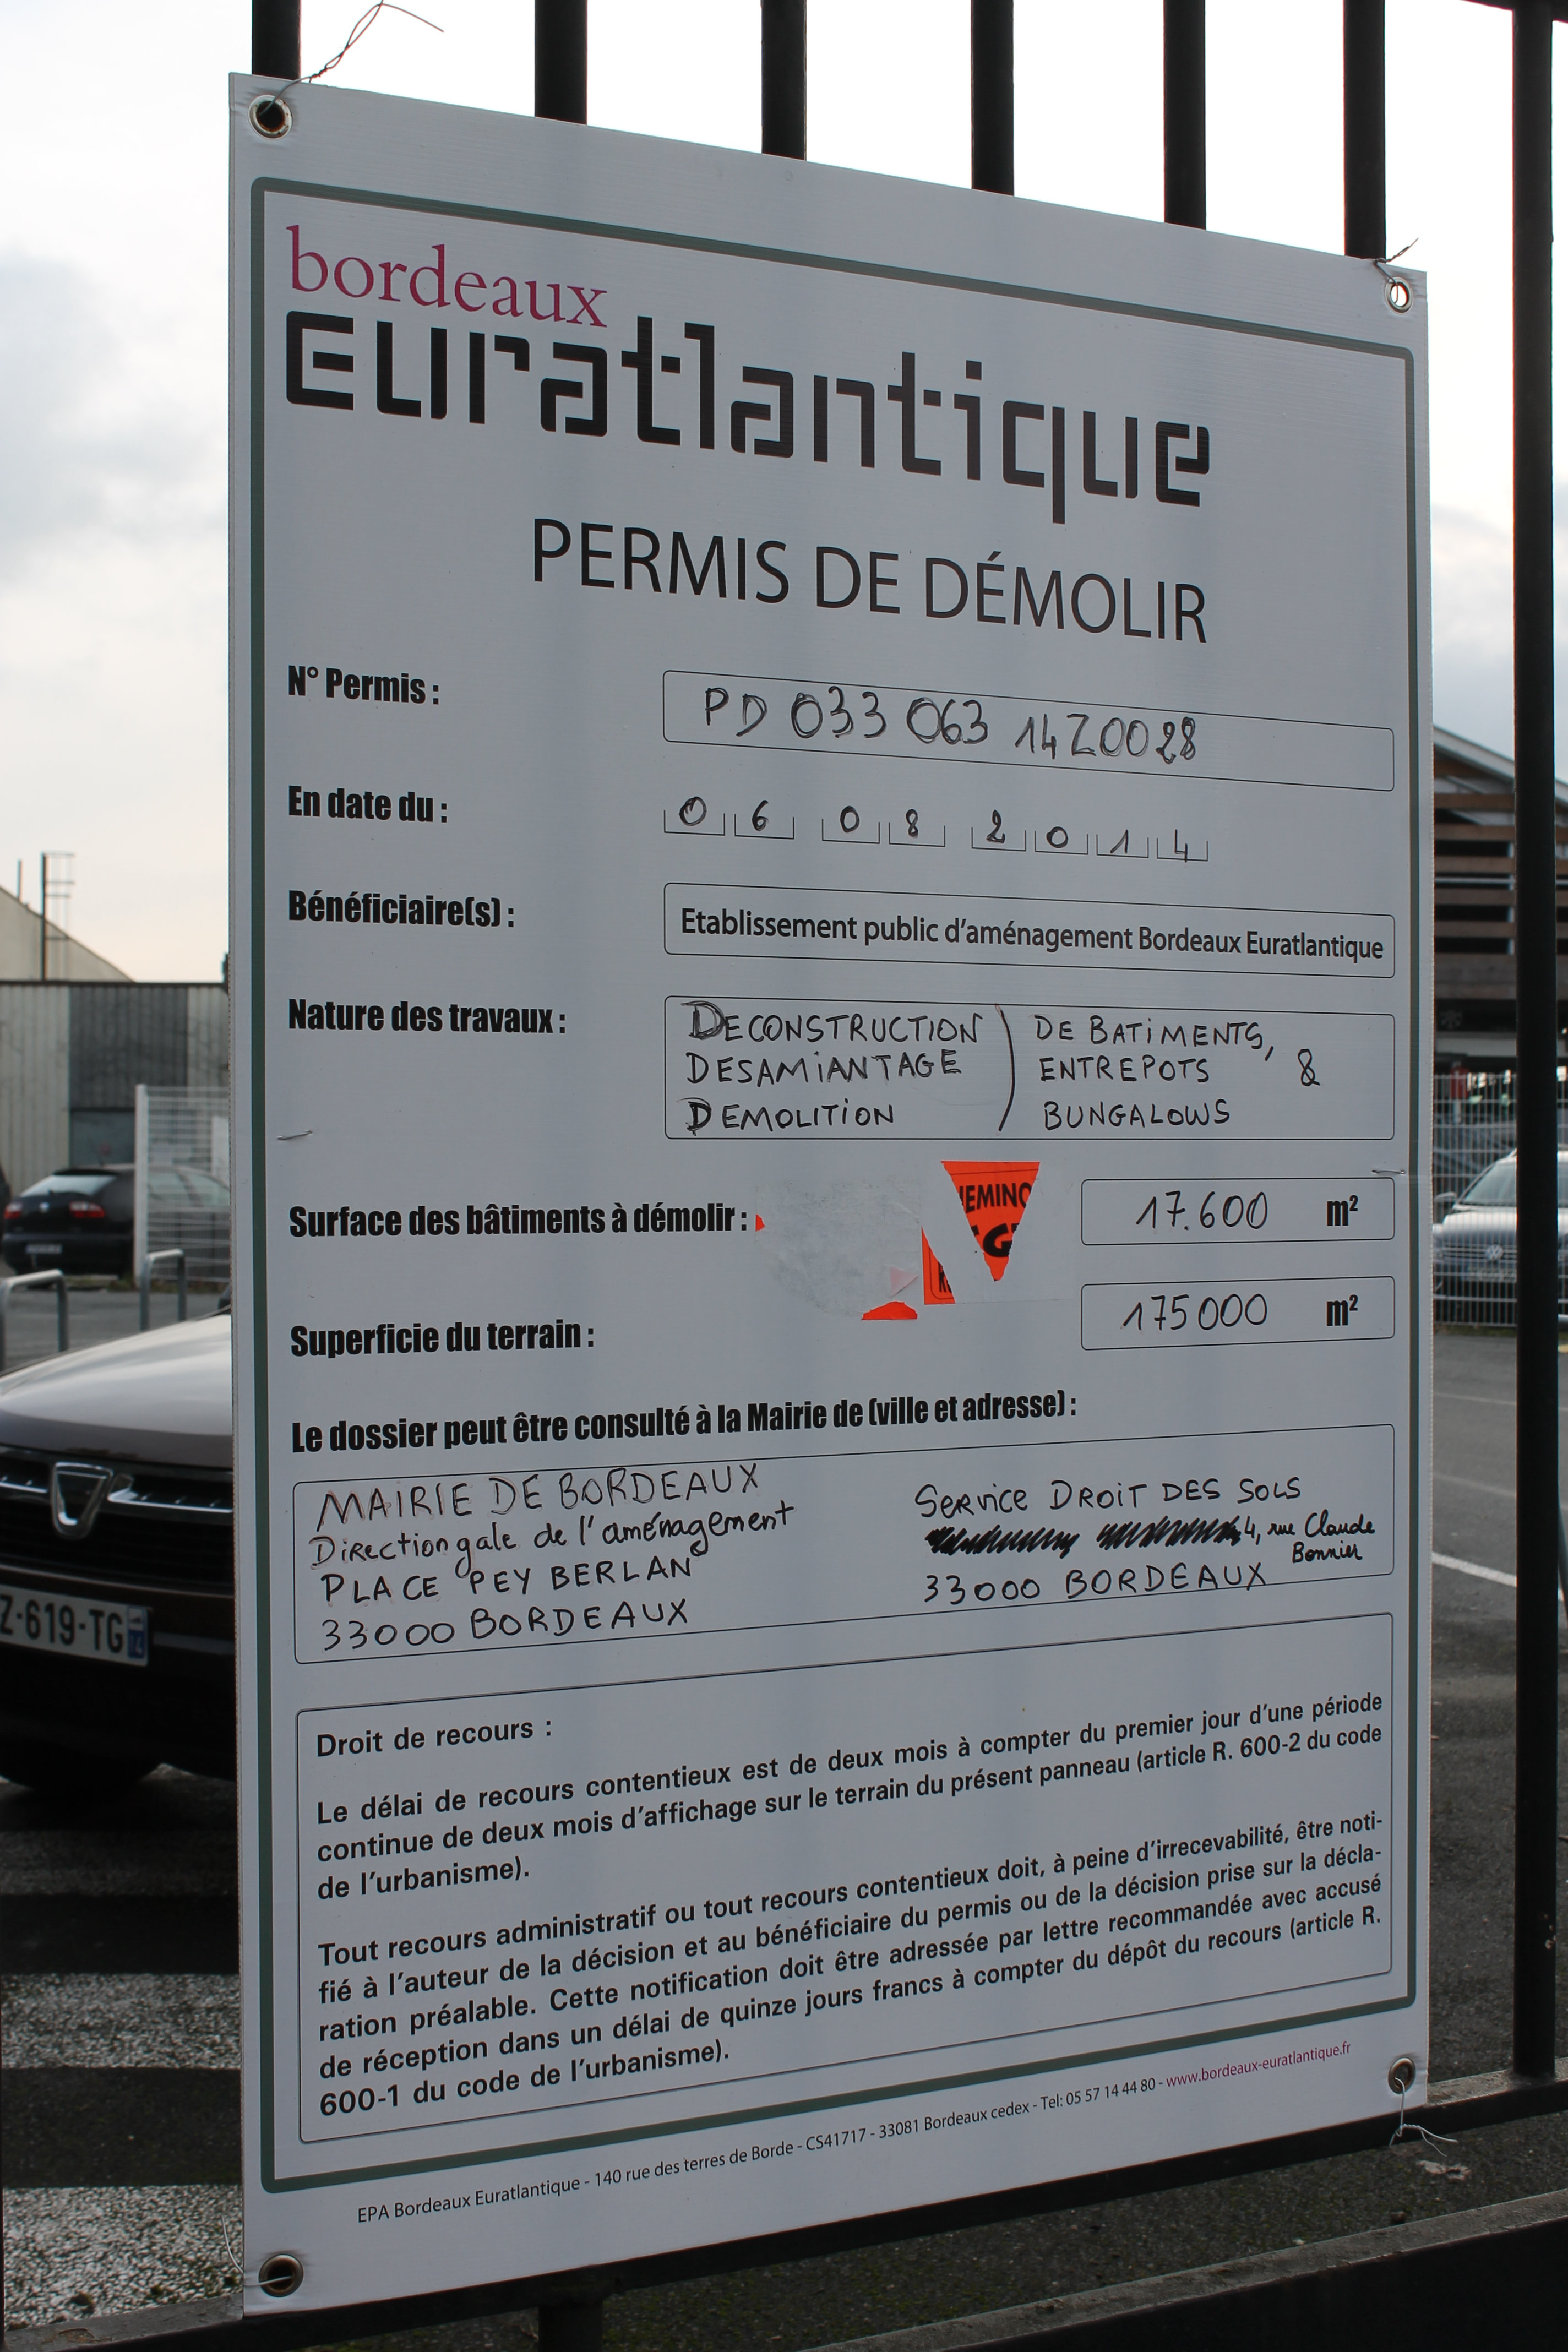 bordeaux
Euratlantique
PERMIS DE DÉMOLIR
N° Permis :
PD 033 063 14Z0028
En date du :
06 08 2014
Bénéficiaire(s) :
Etablissement public d'aménagement Bordeaux Euratlantique
Nature des travaux :
DECONSTRUCTION
DESAMiANTAGE
DEMOLITiON
DE BATiMENTS,
ENTREPOTS &
BUNGALOWS
Surface des bâtiments à démolir :
17.600 m²
Superficie du terrain :
175000 m²
Le dossier peut être consulté à la Mairie de (ville et adresse) :
MAIRIE DE BORDEAUX
Direction gale de l'aménagement
PLACE PEY BERLAN
33000 BORDEAUX
Service DROiT DES SOLS
4, rue Claude
Bonnier
33000 BORDEAUX
Droit de recours :
Le délai de recours contentieux est de deux mois à compter du premier jour d'une période
continue de deux mois d'affichage sur le terrain du présent panneau (article R. 600-2 du code
de l'urbanisme).
Tout recours administratif ou tout recours contentieux doit, à peine d'irrecevabilité, être noti-
fié à l'auteur de la décision et au bénéficiaire du permis ou de la décision prise sur la décla-
ration préalable. Cette notification doit être adressée par lettre recommandée avec accusé
de réception dans un délai de quinze jours francs à compter du dépôt du recours (article R.
600-1 du code de l'urbanisme).
EPA Bordeaux Euratlantique - 140 rue des terres de Borde - CS41717 - 33081 Bordeaux cedex - Tel: 05 57 14 44 80 - www.bordeaux-euratlantique.fr
Z-619-TG